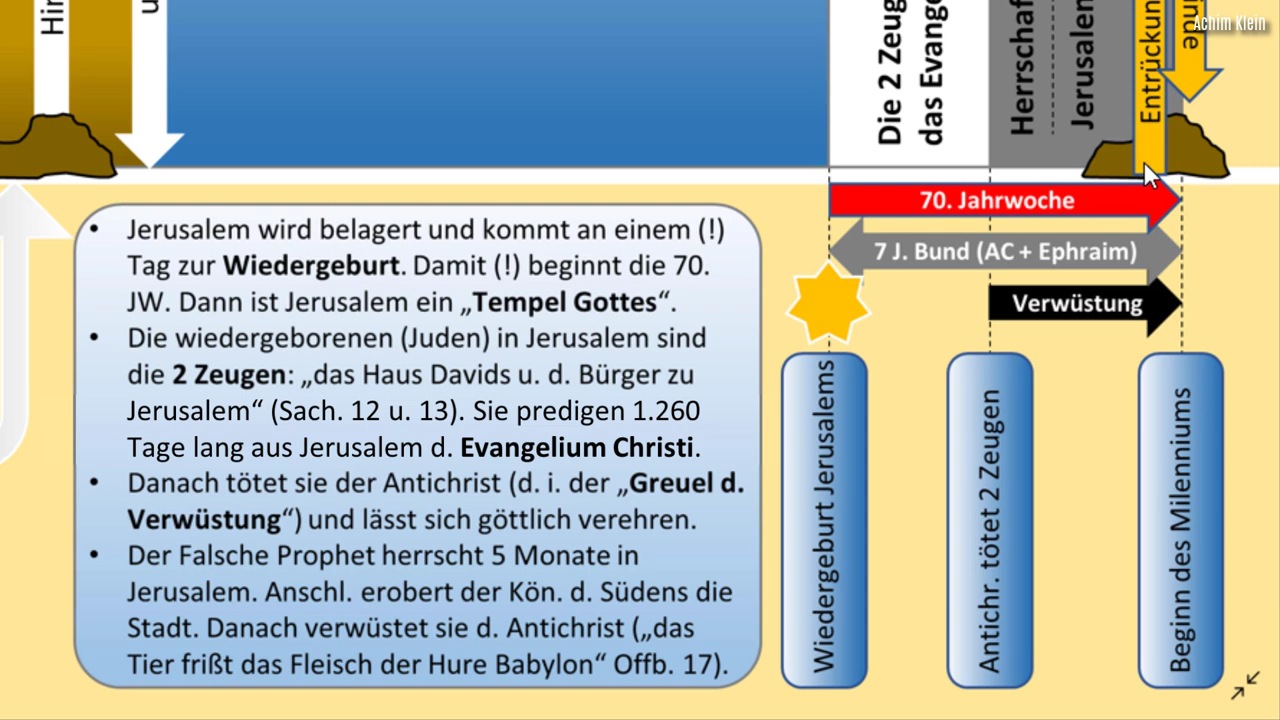 Achim Klein
Die 2 Zeug
das Evange
Herrschaf
Jerusalen
Entrückun
70. Jahrwoche
7 J. Bund (AC + Ephraim)
Verwüstung
• Jerusalem wird belagert und kommt an einem (!)
Tag zur Wiedergeburt. Damit (!) beginnt die 70.
JW. Dann ist Jerusalem ein „Tempel Gottes“.
• Die wiedergeborenen (Juden) in Jerusalem sind
die 2 Zeugen: „das Haus Davids u. d. Bürger zu
Jerusalem“ (Sach. 12 u. 13). Sie predigen 1.260
Tage lang aus Jerusalem d. Evangelium Christi.
• Danach tötet sie der Antichrist (d. i. der „Greuel d.
Verwüstung“) und lässt sich göttlich verehren.
• Der Falsche Prophet herrscht 5 Monate in
Jerusalem. Anschl. erobert der Kön. d. Südens die
Stadt. Danach verwüstet sie d. Antichrist („das
Tier frißt das Fleisch der Hure Babylon“ Offb. 17).
Wiedergeburt Jerusalems
Antichr. tötet 2 Zeugen
Beginn des Milenniums